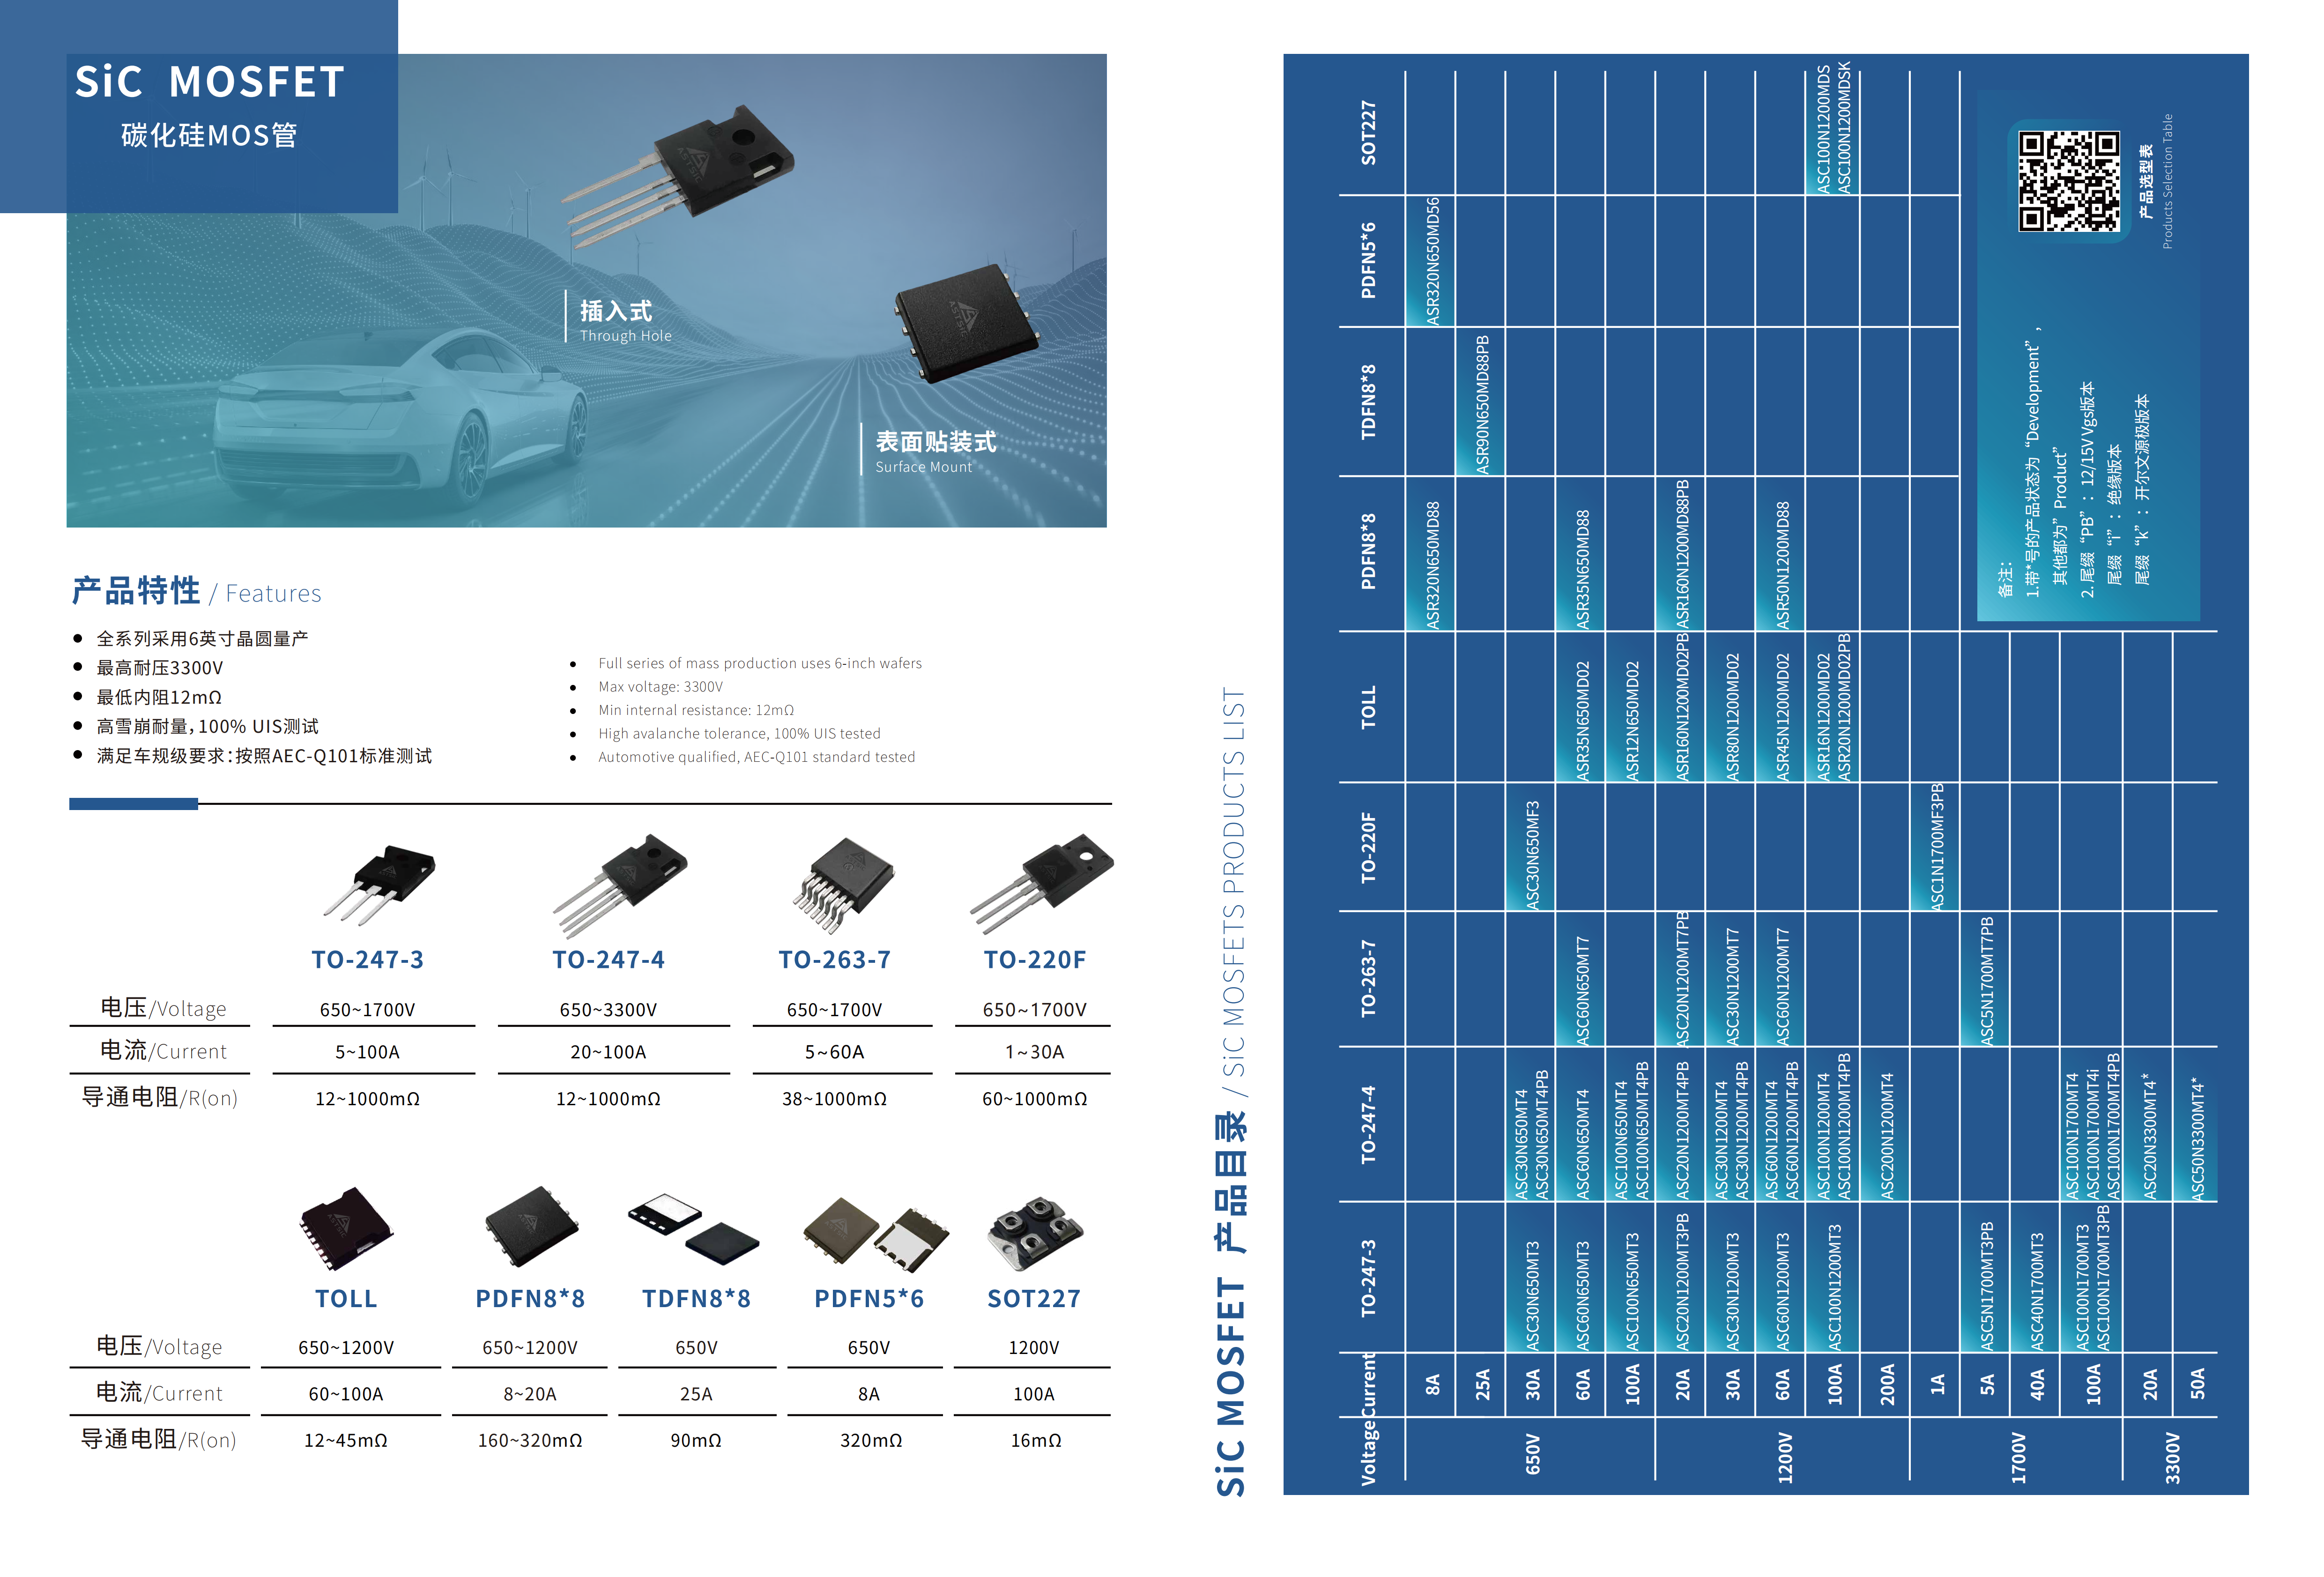 SiC MOSFET
碳化硅MOS管
插入式
Through Hole
表面贴装式
Surface Mount
产品特性 / Features
● 全系列采用6英寸晶圆量产
● 最高耐压3300V
● 最低内阻12mΩ
● 高雪崩耐量，100% UIS测试
● 满足车规级要求：按照AEC-Q101标准测试
● Full series of mass production uses 6-inch wafers
● Max voltage: 3300V
● Min internal resistance: 12mΩ
● High avalanche tolerance, 100% UIS tested
● Automotive qualified, AEC-Q101 standard tested
TO-247-3 TO-247-4 TO-263-7 TO-220F
电压/Voltage 650~1700V 650~3300V 650~1700V 650~1700V
电流/Current 5~100A 20~100A 5~60A 1~30A
导通电阻/R(on) 12~1000mΩ 12~1000mΩ 38~1000mΩ 60~1000mΩ
TOLL PDFN8*8 TDFN8*8 PDFN5*6 SOT227
电压/Voltage 650~1200V 650~1200V 650V 650V 1200V
电流/Current 60~100A 8~20A 25A 8A 100A
导通电阻/R(on) 12~45mΩ 160~320mΩ 90mΩ 320mΩ 16mΩ
SiC MOSFET 产品目录 / SiC MOSFETS PRODUCTS LIST
Voltage Current TO-247-3 TO-247-4 TO-263-7 TO-220F TOLL PDFN8*8 TDFN8*8 PDFN5*6 SOT227
650V
8A ASR320N650MD88 ASR320N650MD56
25A ASR90N650MD88PB
30A ASC30N650MT3 ASC30N650MT4 ASC30N650MF3
ASC30N650MT4PB
60A ASC60N650MT3 ASC60N650MT4 ASC60N650MT7 ASR35N650MD02 ASR35N650MD88
100A ASC100N650MT3 ASC100N650MT4 ASR12N650MD02
ASC100N650MT4PB
1200V
20A ASC20N1200MT3PB ASC20N1200MT4PB ASC20N1200MT7PB ASR160N1200MD02PB ASR160N1200MD88PB
30A ASC30N1200MT3 ASC30N1200MT4 ASC30N1200MT7 ASR80N1200MD02
ASC30N1200MT4PB
60A ASC60N1200MT3 ASC60N1200MT4 ASC60N1200MT7 ASR45N1200MD02 ASR50N1200MD88
ASC60N1200MT4PB
100A ASC100N1200MT3 ASC100N1200MT4 ASR16N1200MD02 ASC100N1200MDS
ASC100N1200MT4PB ASR20N1200MD02PB ASC100N1200MDSK
200A ASC200N1200MT4
1700V
1A ASC1N1700MF3PB
5A ASC5N1700MT3PB ASC5N1700MT7PB
40A ASC40N1700MT3
100A ASC100N1700MT3 ASC100N1700MT4
ASC100N1700MT3PB ASC100N1700MT4i
ASC100N1700MT4PB
3300V
20A ASC20N3300MT4*
50A ASC50N3300MT4*
备注：
1.带*号的产品状态为“Development”，
其他都为”Product”
2. 尾缀“PB”：12/15V Vgs版本
尾缀“i”：绝缘版本
尾缀“k”：开尔文源极版本
产品选型表
Products Selection Table